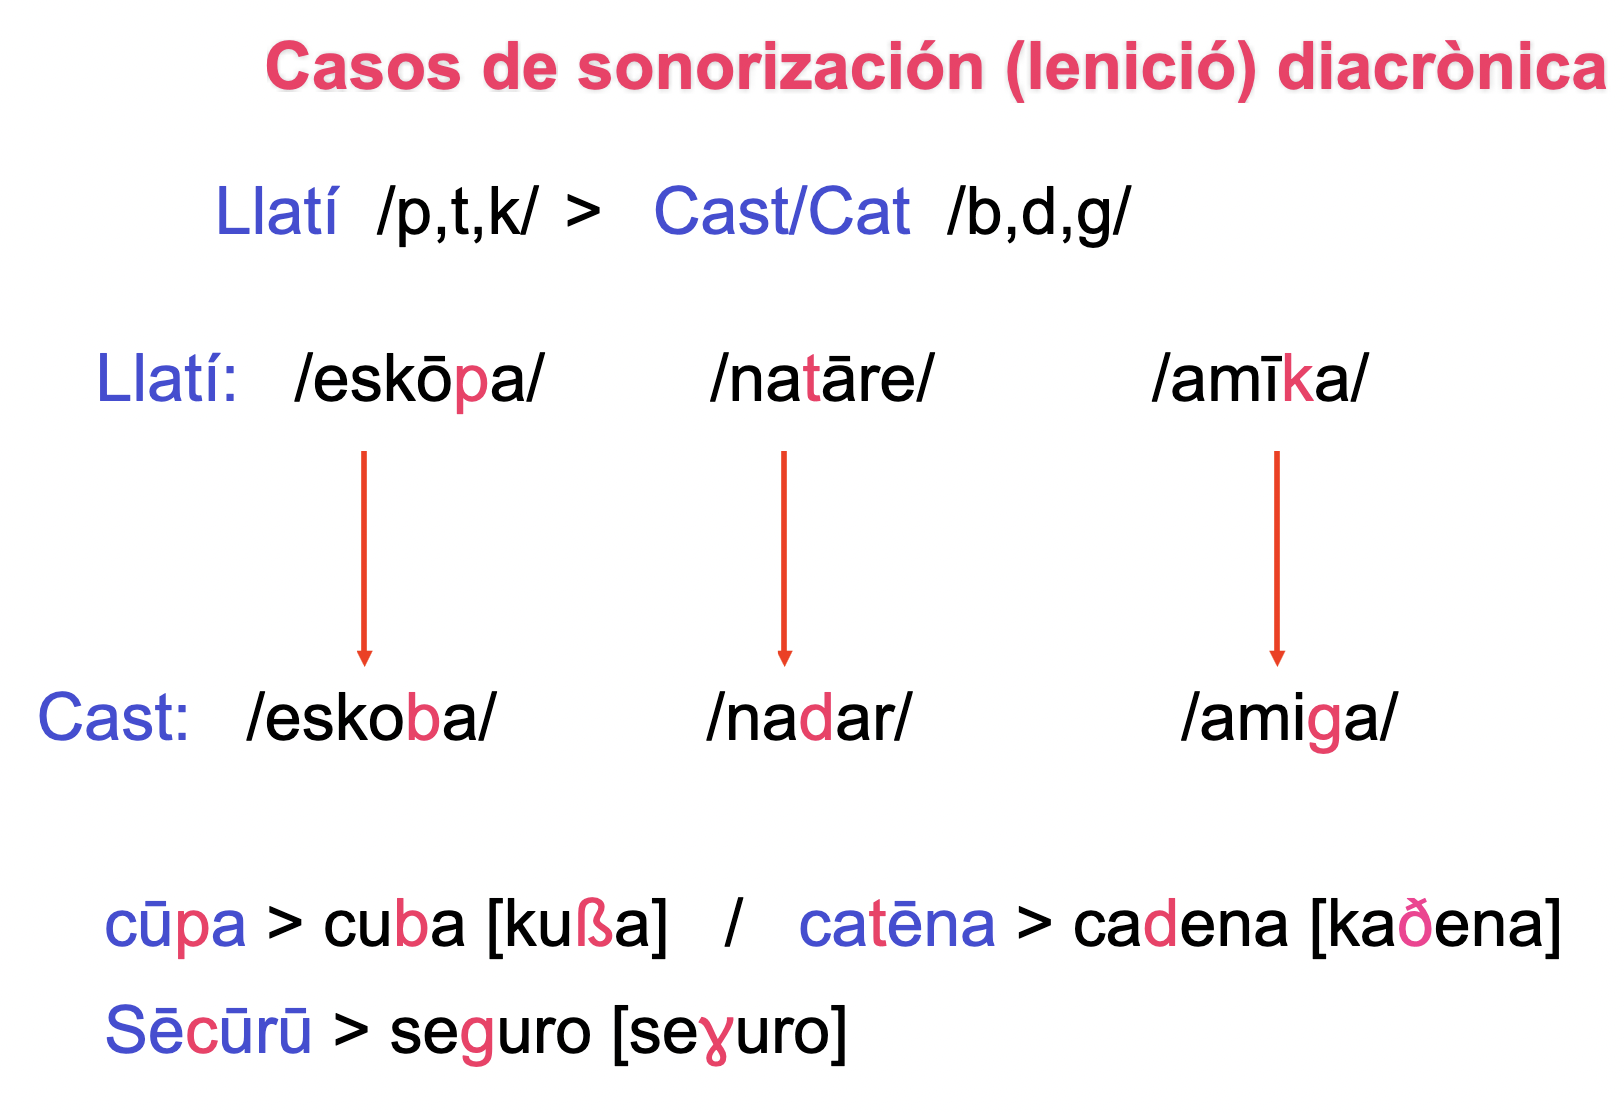 Casos de sonorización (lenició) diacrònica
Llatí /p,t,k/ > Cast/Cat /b,d,g/
Llatí: /eskōpa/ /natāre/ /amīka/
Cast: /eskoba/ /nadar/ /amiga/
cūpa > cuba [kußa] / catēna > cadena [kaðena]
Sēcūrū > seguro [seɣuro]